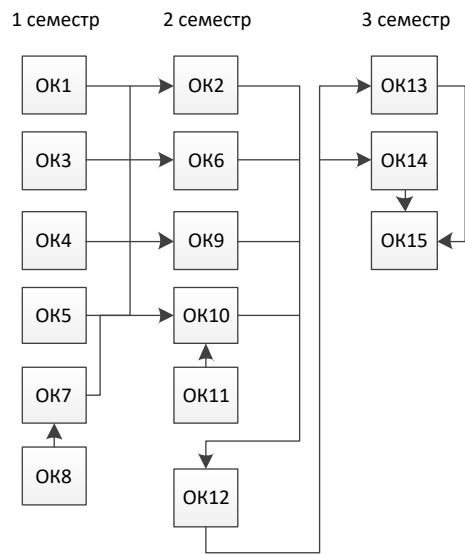 1 семестр 2 семестр 3 семестр
ОК1 ОК2 ОК13
ОК3 ОК6 ОК14
ОК4 ОК9 ОК15
ОК5 ОК10
ОК7 ОК11
ОК8 ОК12